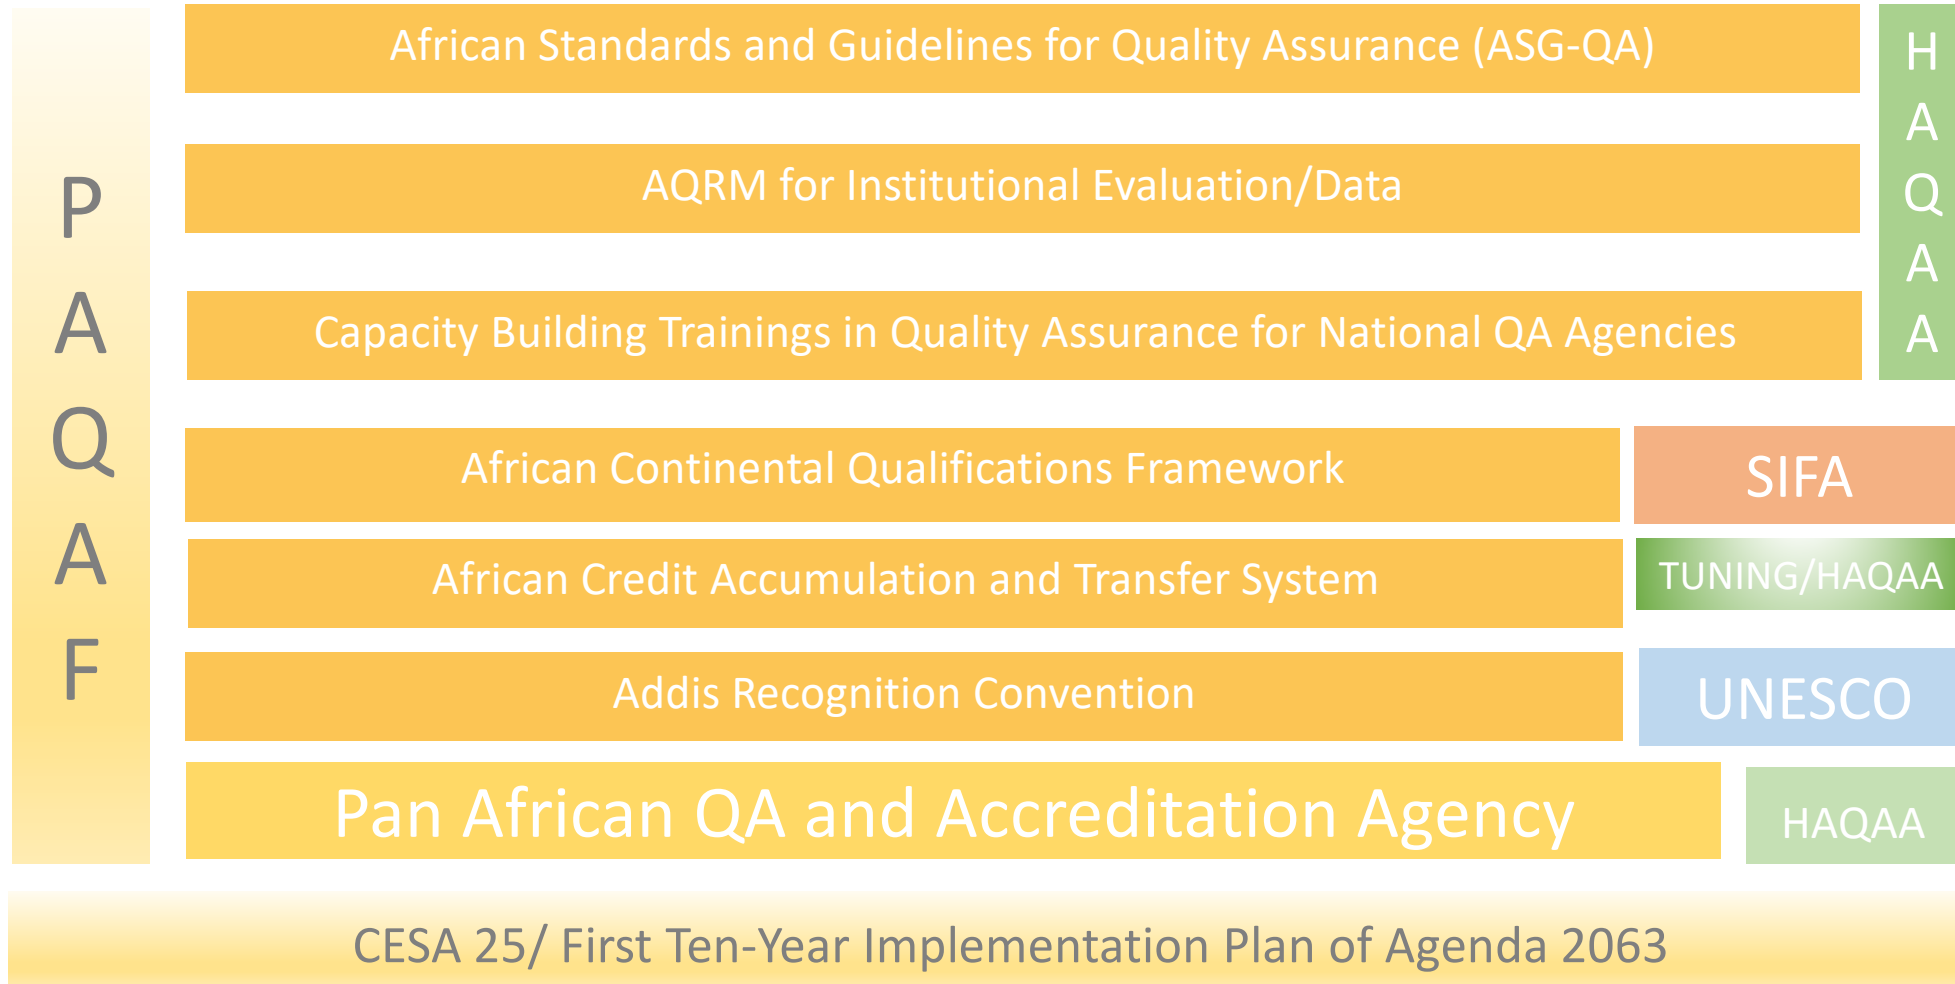 PAQAF
African Standards and Guidelines for Quality Assurance (ASG-QA)
AQRM for Institutional Evaluation/Data
Capacity Building Trainings in Quality Assurance for National QA Agencies
HAQAA
African Continental Qualifications Framework
SIFA
African Credit Accumulation and Transfer System
TUNING/HAQAA
Addis Recognition Convention
UNESCO
Pan African QA and Accreditation Agency
HAQAA
CESA 25/ First Ten-Year Implementation Plan of Agenda 2063